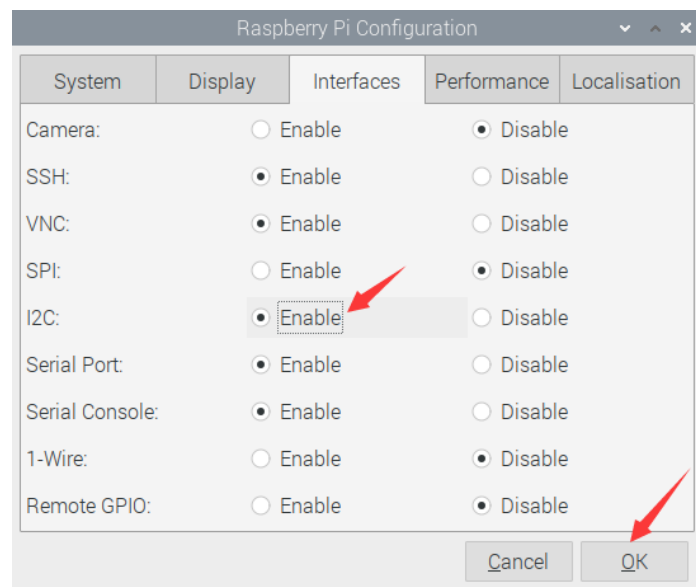 Raspberry Pi Configuration
System Display Interfaces Performance Localisation
Camera: Enable Disable
SSH: Enable Disable
VNC: Enable Disable
SPI: Enable Disable
I2C: Enable Disable
Serial Port: Enable Disable
Serial Console: Enable Disable
1-Wire: Enable Disable
Remote GPIO: Enable Disable
Cancel OK